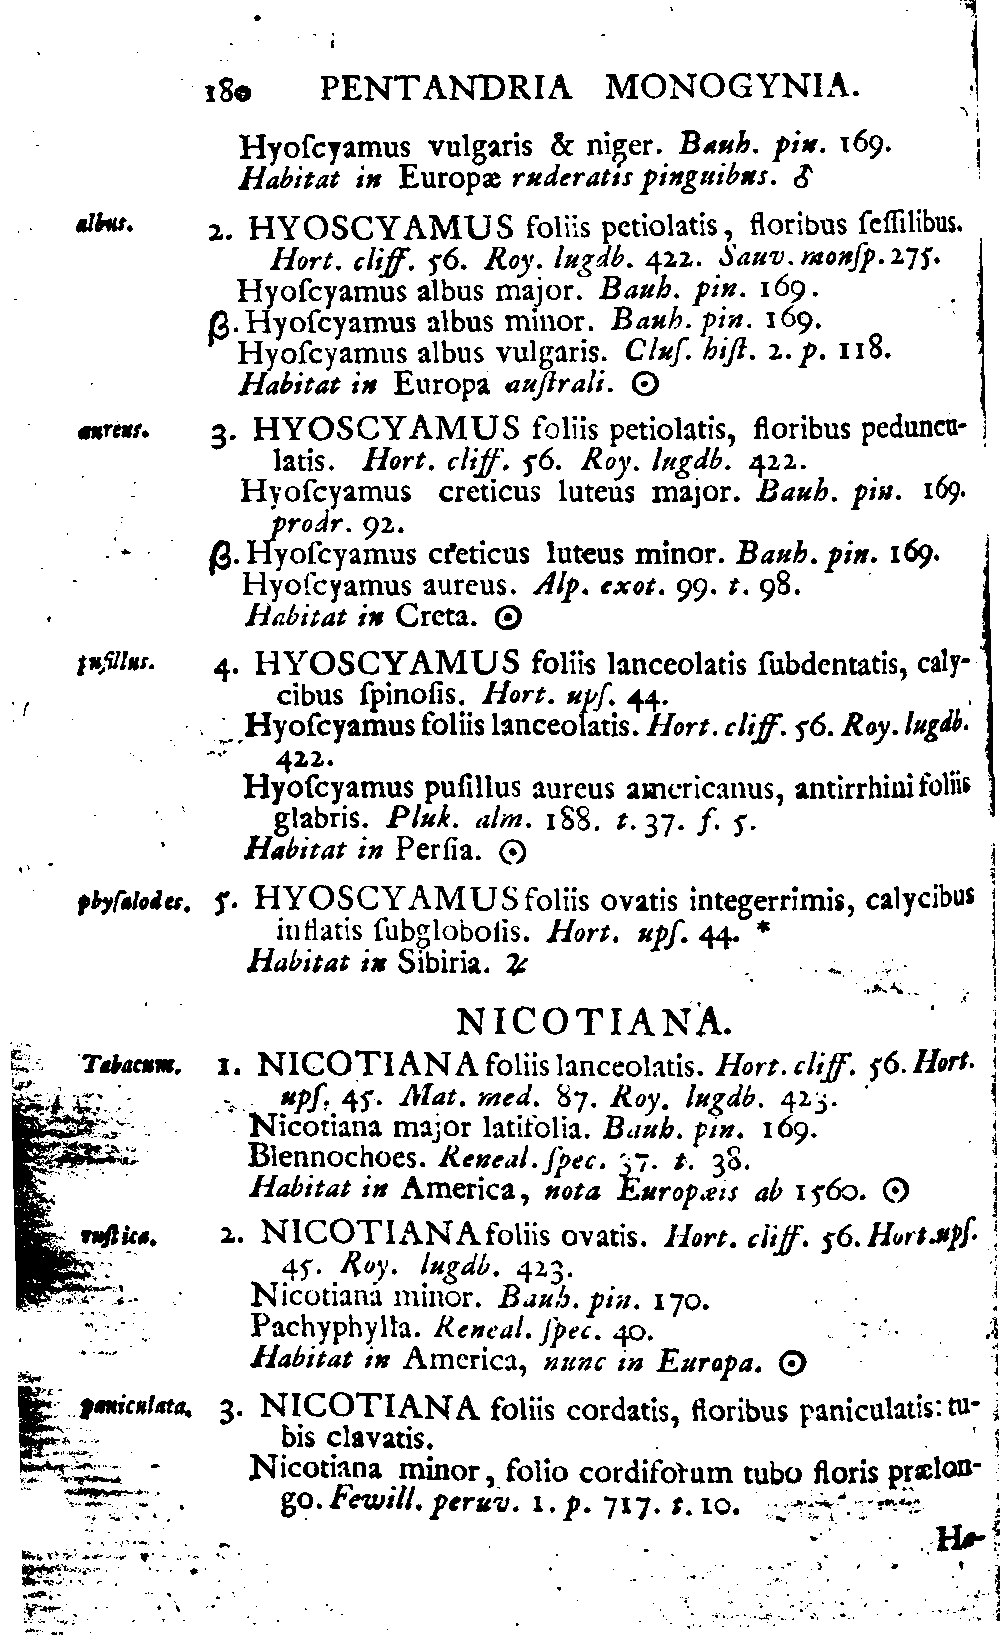 180 PENTANDRIA MONOGYNIA.
Hyoſcyamus vulgaris & niger. Bauh. pin. 169.
Habitat in Europæ ruderatis pinguibus. ♂
albus. 2. HYOSCYAMUS foliis petiolatis, floribus ſeſſilibus.
Hort. cliff. 56. Roy. lugdb. 422. Sauv. monſp. 275.
Hyoſcyamus albus major. Bauh. pin. 169.
β. Hyoſcyamus albus minor. Bauh. pin. 169.
Hyoſcyamus albus vulgaris. Cluſ. hiſt. 2. p. 118.
Habitat in Europa auſtrali. ☉
aureus. 3. HYOSCYAMUS foliis petiolatis, floribus peduncu-
latis. Hort. cliff. 56. Roy. lugdb. 422.
Hyoſcyamus creticus luteus major. Bauh. pin. 169.
prodr. 92.
β. Hyoſcyamus creticus luteus minor. Bauh. pin. 169.
Hyoſcyamus aureus. Alp. exot. 99. t. 98.
Habitat in Creta. ☉
puſillus. 4. HYOSCYAMUS foliis lanceolatis ſubdentatis, caly-
cibus ſpinoſis. Hort. upſ. 44.
Hyoſcyamus foliis lanceolatis. Hort. cliff. 56. Roy. lugdb.
422.
Hyoſcyamus puſillus aureus americanus, antirrhini foliis
glabris. Pluk. alm. 188. t. 37. f. 5.
Habitat in Perſia. ☉
phyſalodes. 5. HYOSCYAMUS foliis ovatis integerrimis, calycibus
inflatis ſubgloboſis. Hort. upſ. 44. *
Habitat in Sibiria. ♃
NICOTIANA.
Tabacum. 1. NICOTIANA foliis lanceolatis. Hort. cliff. 56. Hort.
upſ. 45. Mat. med. 87. Roy. lugdb. 423.
Nicotiana major latifolia. Bauh. pin. 169.
Blennochoes. Reneal. ſpec. 37. t. 38.
Habitat in America, nota Europæis ab 1560. ☉
ruſtica. 2. NICOTIANA foliis ovatis. Hort. cliff. 56. Hort. upſ.
45. Roy. lugdb. 423.
Nicotiana minor. Bauh. pin. 170.
Pachyphylla. Reneal. ſpec. 40.
Habitat in America, nunc in Europa. ☉
paniculata. 3. NICOTIANA foliis cordatis, floribus paniculatis: tu-
bis clavatis.
Nicotiana minor, folio cordiforum tubo floris prælon-
go. Fewill. peruv. 1. p. 717. t. 10.
Ha-